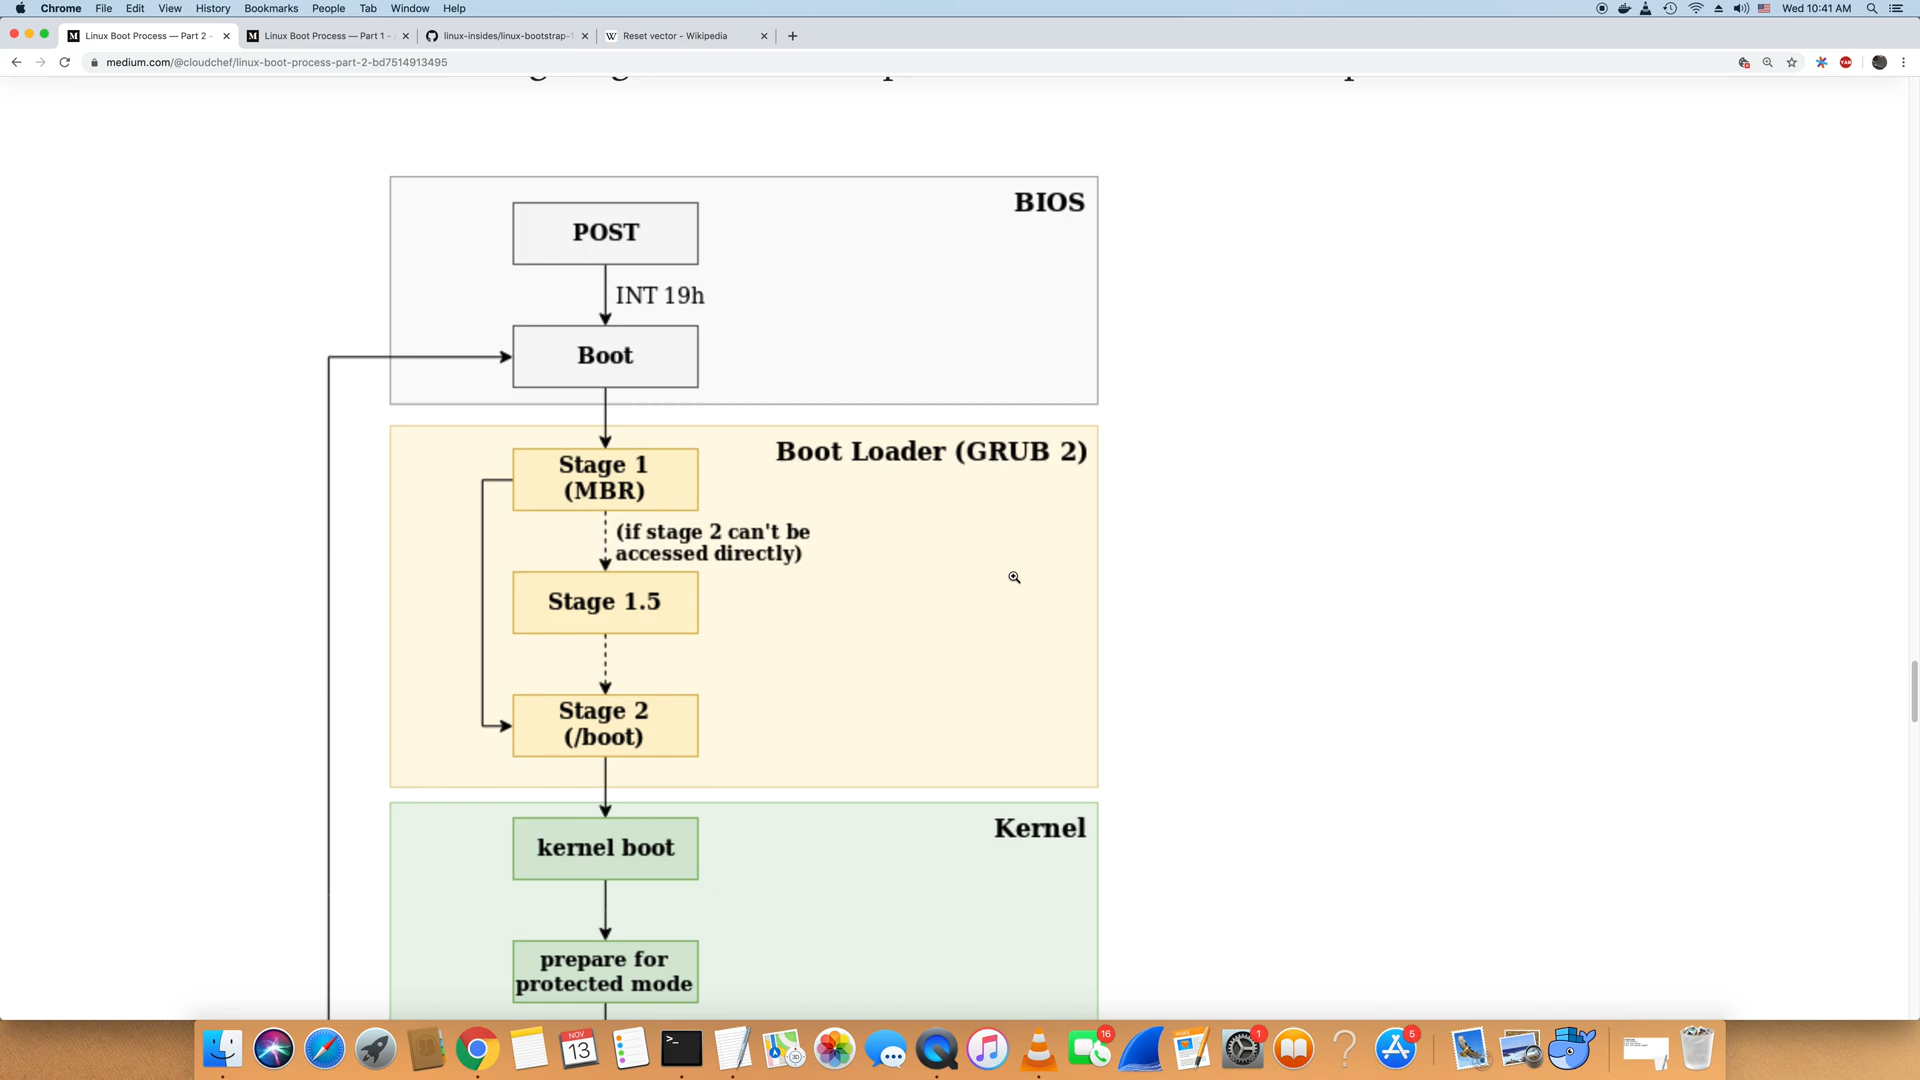 Chrome File Edit View History Bookmarks People Tab Window Help Wed 10:41 AM
Linux Boot Process — Part 2 - Linux Boot Process — Part 1 - linux-insides/linux-bootstrap-1 Reset vector - Wikipedia
medium.com/@cloudchef/linux-boot-process-part-2-bd7514913495
BIOS
POST
INT 19h
Boot
Boot Loader (GRUB 2)
Stage 1
(MBR)
(if stage 2 can't be
accessed directly)
Stage 1.5
Stage 2
(/boot)
Kernel
kernel boot
prepare for
protected mode
NOV
13
3D
16
PAGES
1
5